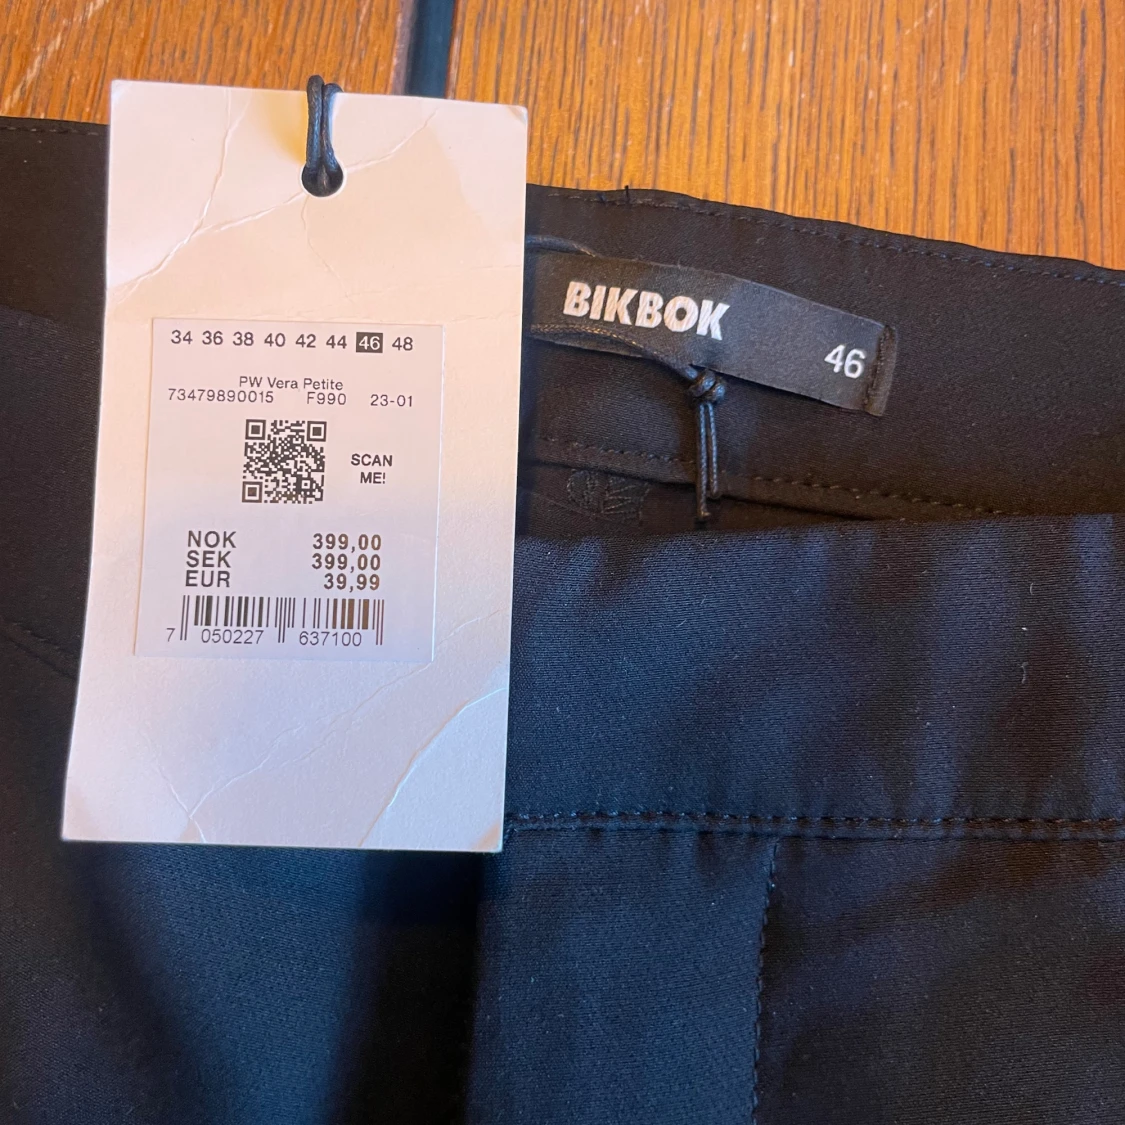 34 36 38 40 42 44 46 48
PW Vera Petite
73479890015 F990 23-01
SCAN
ME!
NOK 399,00
SEK 399,00
EUR 39,99
7 050227 637100
BIKBOK
46